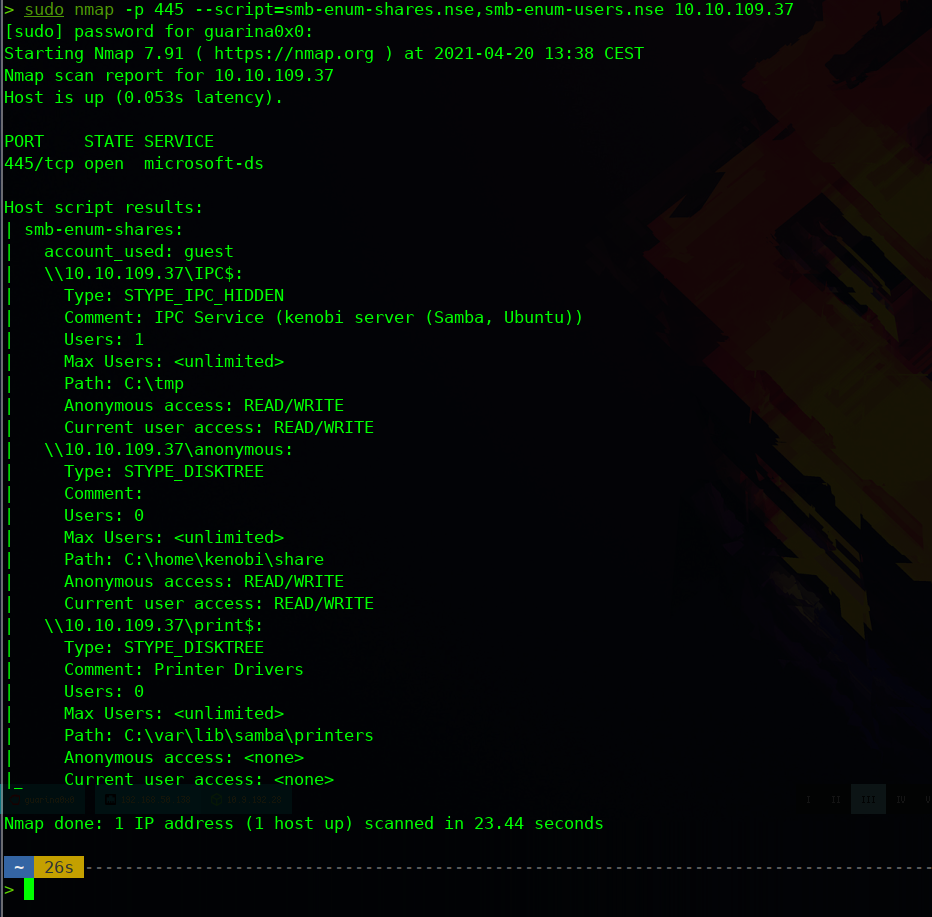 > sudo nmap -p 445 --script=smb-enum-shares.nse,smb-enum-users.nse 10.10.109.37
[sudo] password for guarina0x0:
Starting Nmap 7.91 ( https://nmap.org ) at 2021-04-20 13:38 CEST
Nmap scan report for 10.10.109.37
Host is up (0.053s latency).

PORT    STATE SERVICE
445/tcp open  microsoft-ds

Host script results:
| smb-enum-shares:
|   account_used: guest
|   \\10.10.109.37\IPC$:
|     Type: STYPE_IPC_HIDDEN
|     Comment: IPC Service (kenobi server (Samba, Ubuntu))
|     Users: 1
|     Max Users: <unlimited>
|     Path: C:\tmp
|     Anonymous access: READ/WRITE
|     Current user access: READ/WRITE
|   \\10.10.109.37\anonymous:
|     Type: STYPE_DISKTREE
|     Comment:
|     Users: 0
|     Max Users: <unlimited>
|     Path: C:\home\kenobi\share
|     Anonymous access: READ/WRITE
|     Current user access: READ/WRITE
|   \\10.10.109.37\print$:
|     Type: STYPE_DISKTREE
|     Comment: Printer Drivers
|     Users: 0
|     Max Users: <unlimited>
|     Path: C:\var\lib\samba\printers
|     Anonymous access: <none>
|_    Current user access: <none>
I II III IV

Nmap done: 1 IP address (1 host up) scanned in 23.44 seconds

~ 26s
>